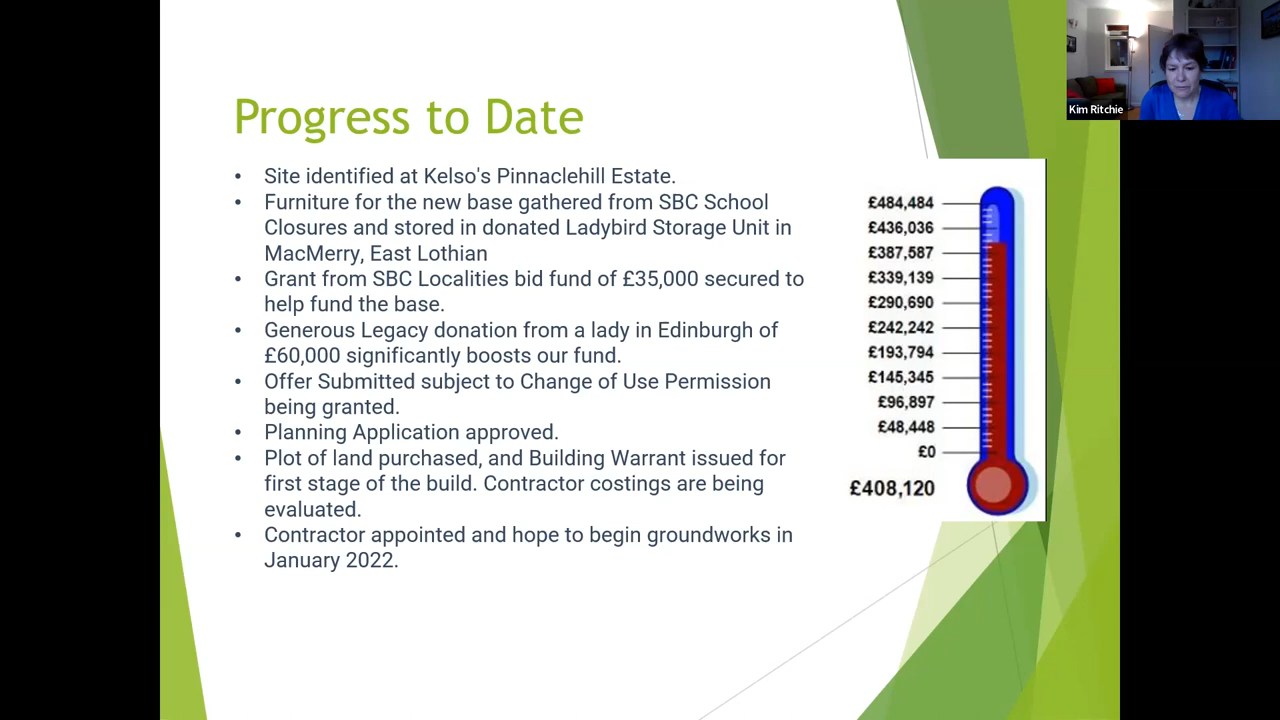 Progress to Date
• Site identified at Kelso's Pinnaclehill Estate.
• Furniture for the new base gathered from SBC School
Closures and stored in donated Ladybird Storage Unit in
MacMerry, East Lothian
• Grant from SBC Localities bid fund of £35,000 secured to
help fund the base.
• Generous Legacy donation from a lady in Edinburgh of
£60,000 significantly boosts our fund.
• Offer Submitted subject to Change of Use Permission
being granted.
• Planning Application approved.
• Plot of land purchased, and Building Warrant issued for
first stage of the build. Contractor costings are being
evaluated.
• Contractor appointed and hope to begin groundworks in
January 2022.
£484,484
£436,036
£387,587
£339,139
£290,690
£242,242
£193,794
£145,345
£96,897
£48,448
£0
£408,120
Kim Ritchie